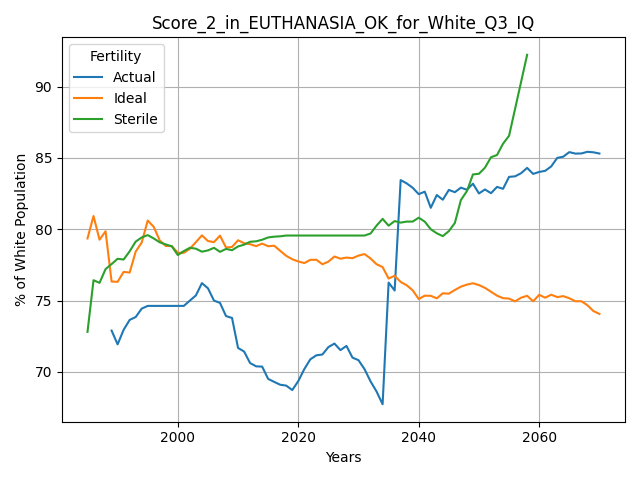 Score_2_in_EUTHANASIA_OK_for_White_Q3_IQ
Fertility
Actual
Ideal
Sterile
% of White Population
90
85
80
75
70
2000
2020
2040
2060
Years